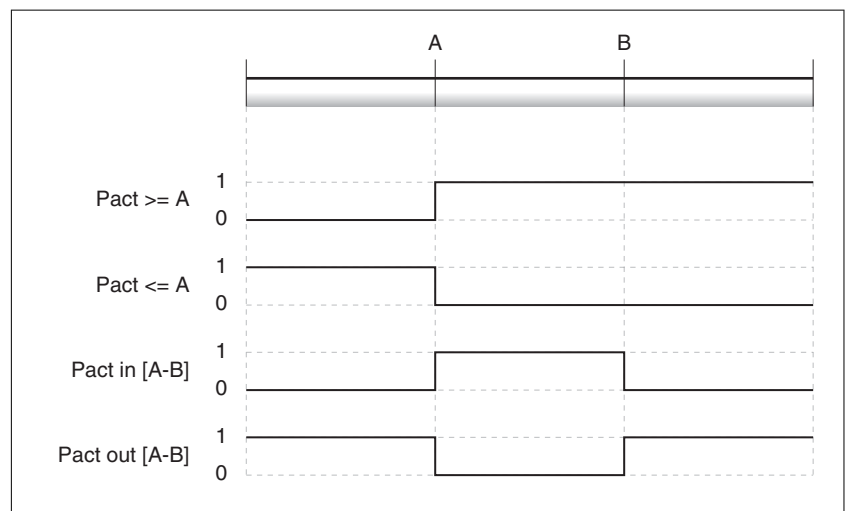 A B
1
Pact >= A
0
1
Pact <= A
0
1
Pact in [A-B]
0
1
Pact out [A-B]
0